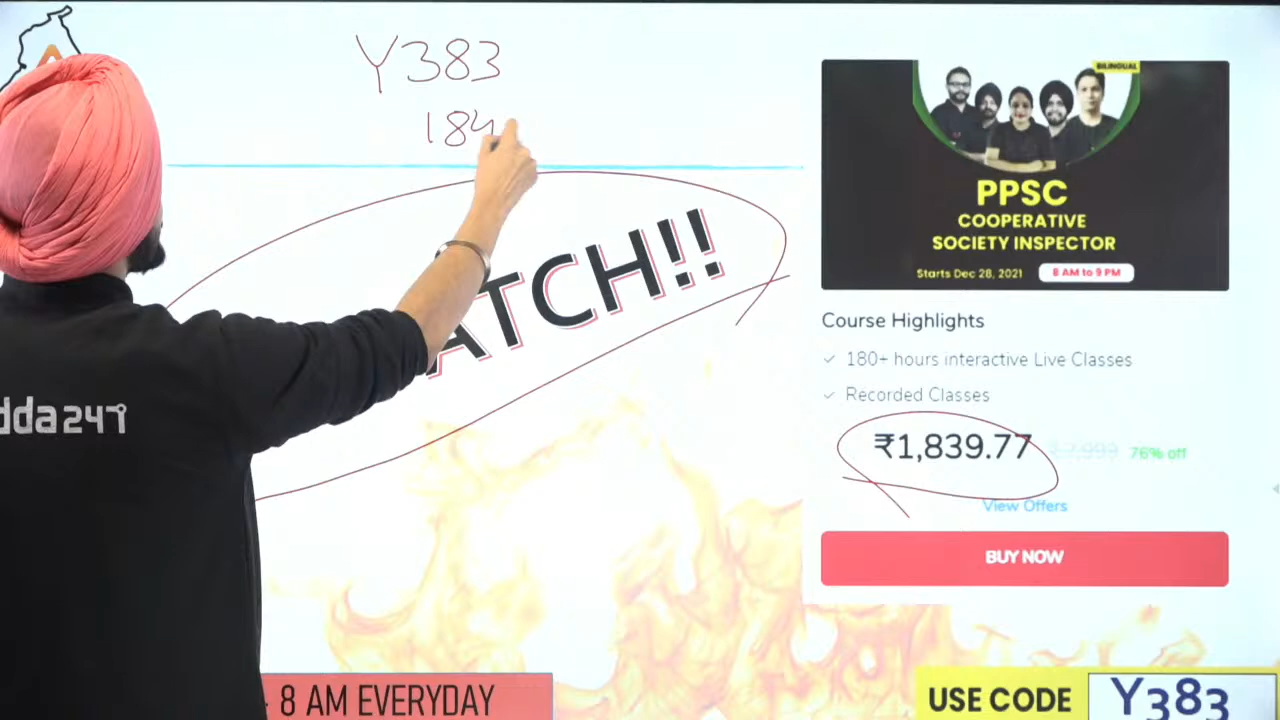 Y383
184
ATCH!!
BILINGUAL
PPSC
COOPERATIVE
SOCIETY INSPECTOR
Starts Dec 28, 2021 8 AM to 9 PM
Course Highlights
✓ 180+ hours interactive Live Classes
✓ Recorded Classes
₹1,839.77 ₹7,999 76% off
View Offers
BUY NOW
dda247
8 AM EVERYDAY
USE CODE Y383